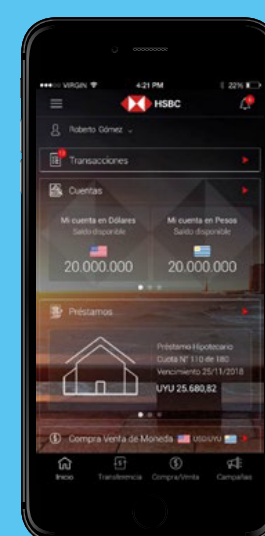 VIRGIN 4:21 PM 22%
HSBC
Roberto Gómez
Transacciones
Cuentas
Mi cuenta en Dólares Mi cuenta en Pesos
Saldo disponible Saldo disponible
20.000.000 20.000.000
Préstamos
Préstamo Hipotecario
Cuota N° 110 de 180
Vencimiento 25/11/2018
UYU 25.680,82
Compra Venta de Moneda USD/UYU
Inicio Transferencia Compra/Venta Campañas